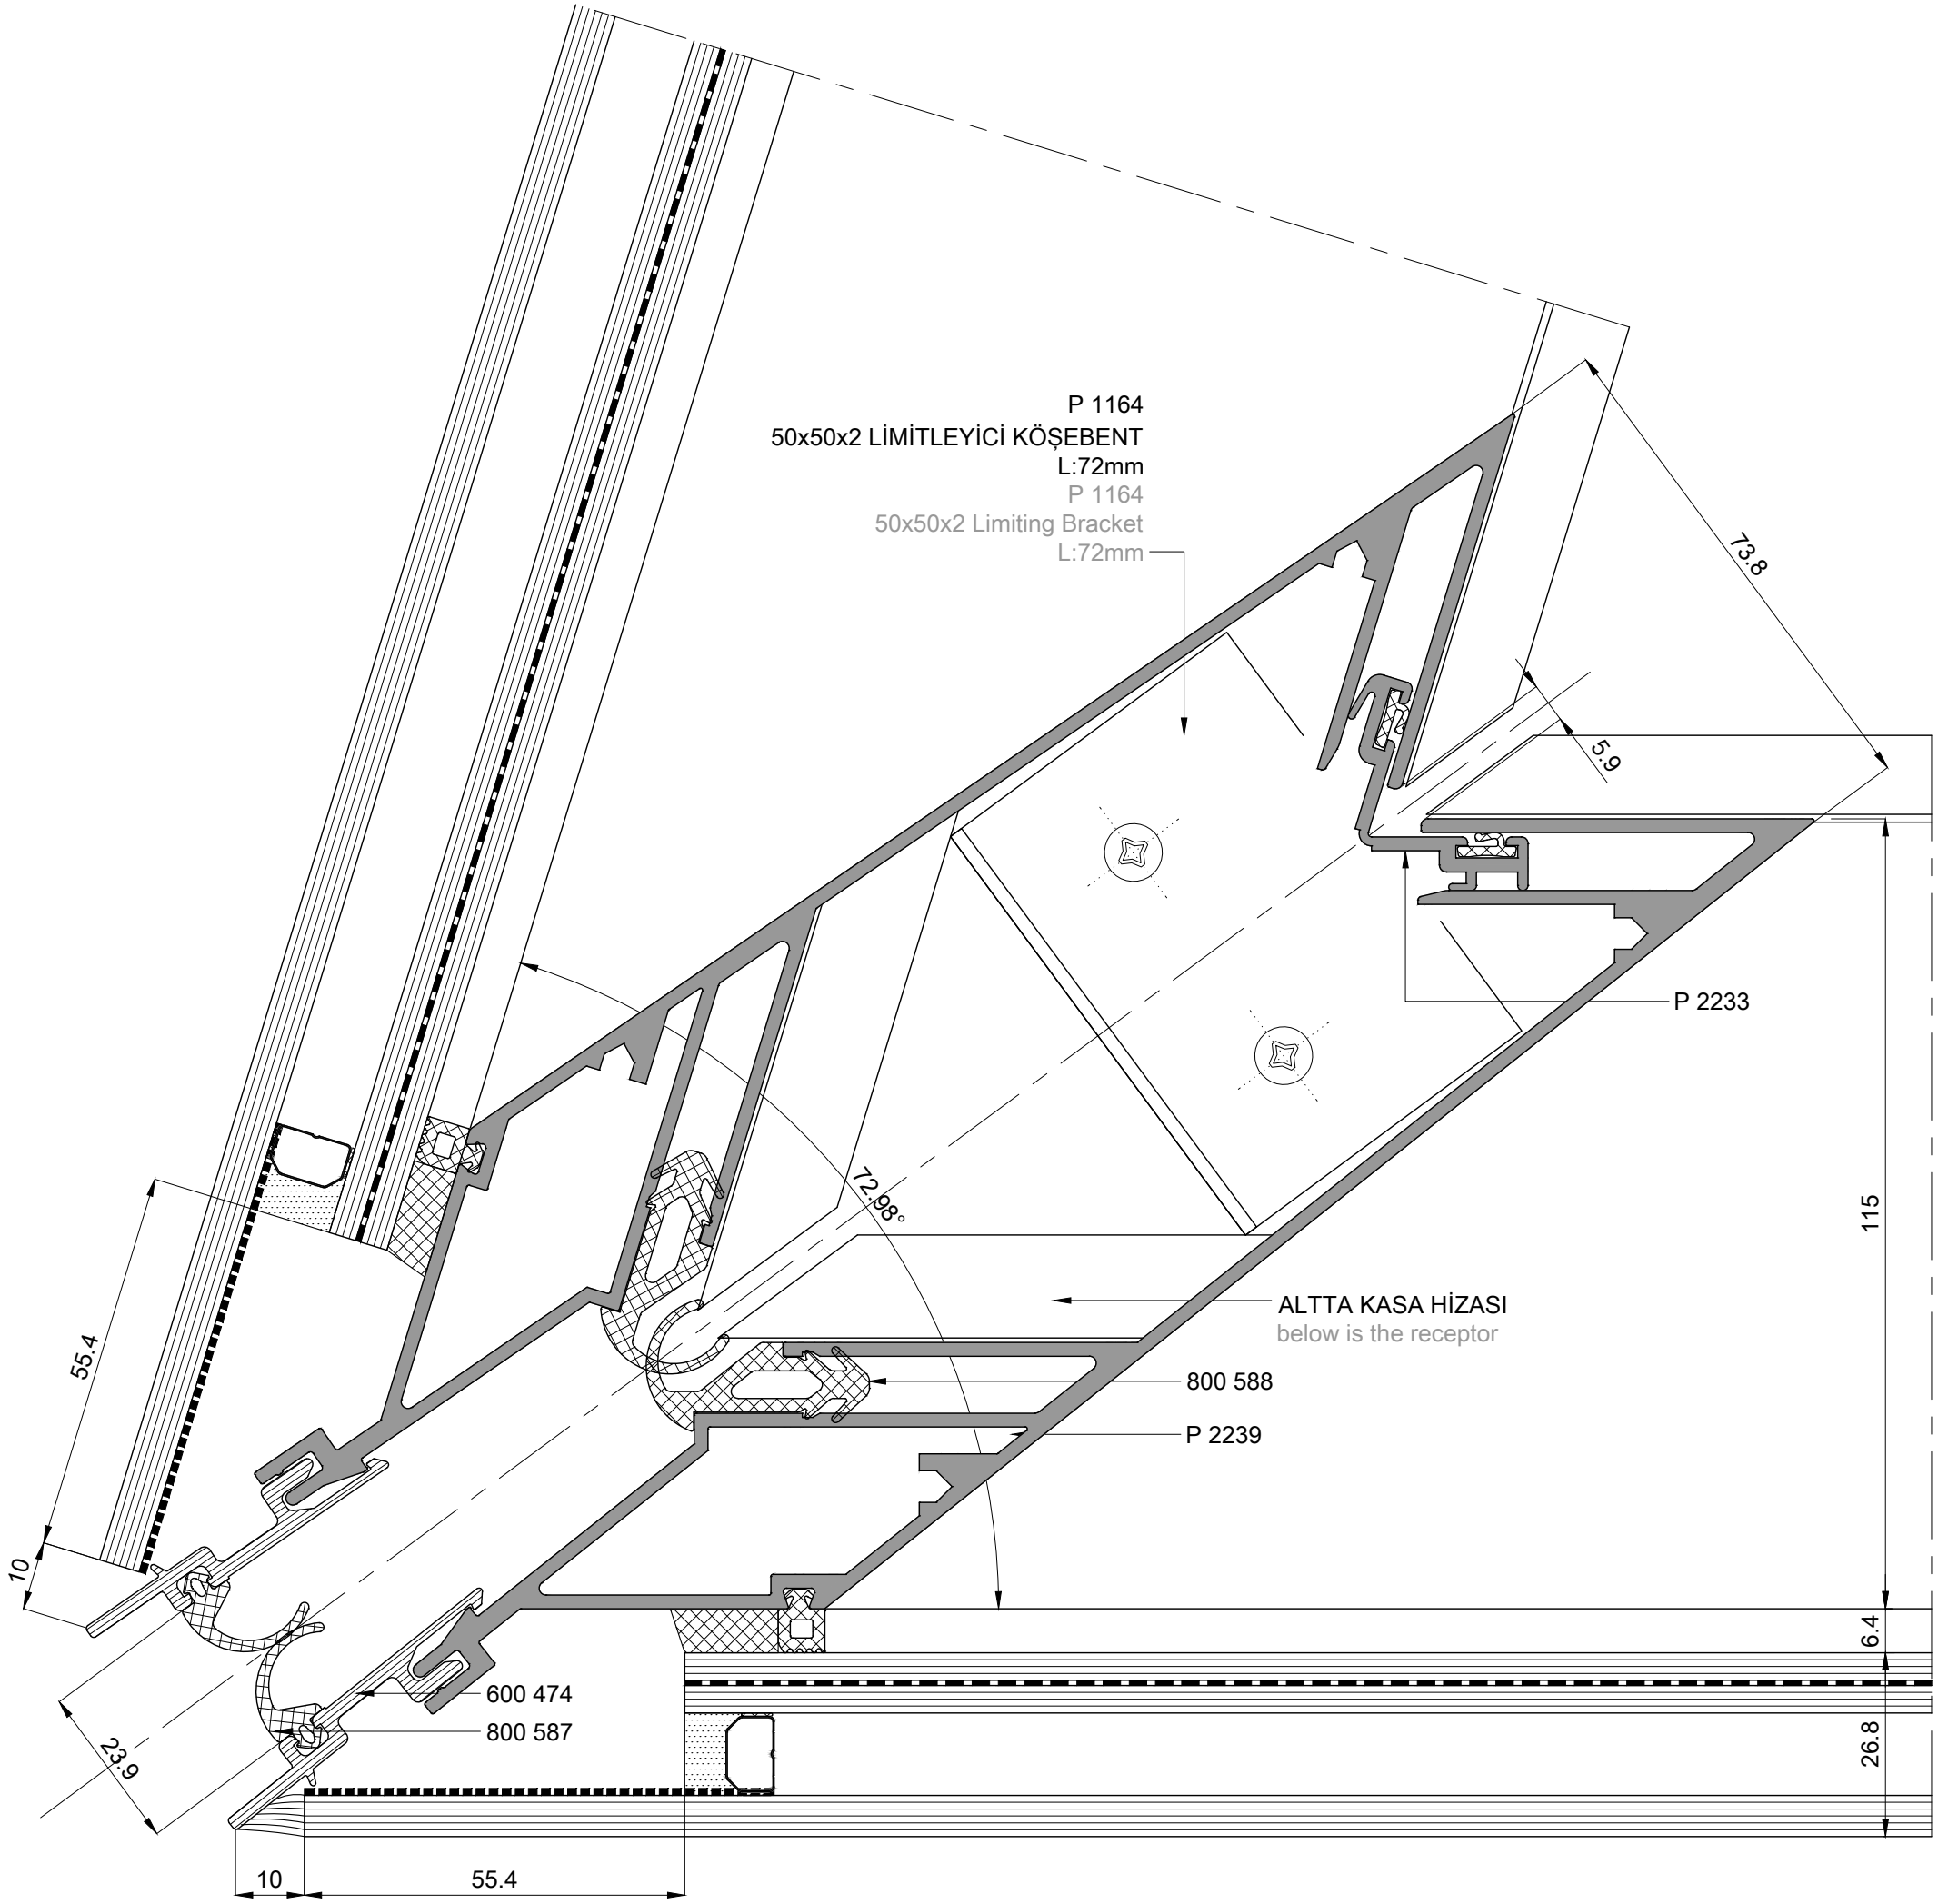 P 1164
50x50x2 LİMİTLEYİCİ KÖŞEBENT
L:72mm
P 1164
50x50x2 Limiting Bracket
L:72mm
73.8
5.9
P 2233
72.98°
115
55.4
ALTTA KASA HİZASI
below is the receptor
800 588
P 2239
10
6.4
600 474
800 587
23.9
26.8
10
55.4